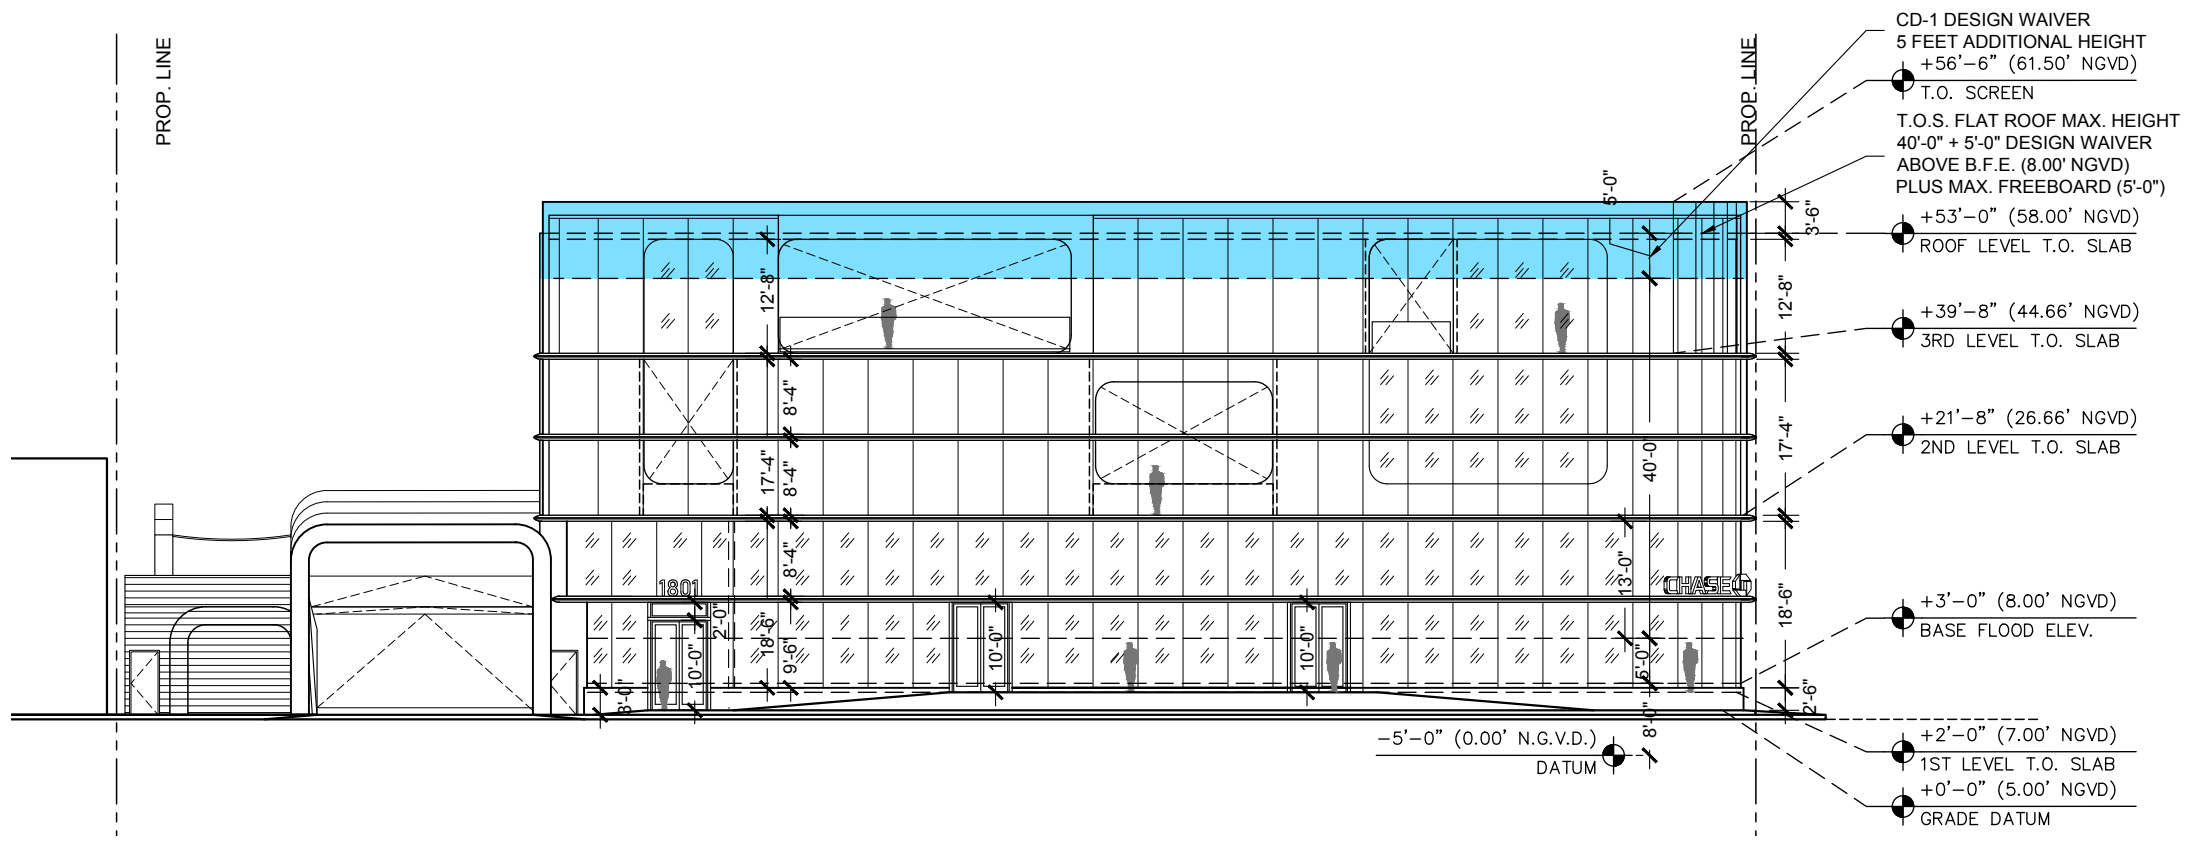 PROP. LINE
PROP. LINE
CD-1 DESIGN WAIVER
5 FEET ADDITIONAL HEIGHT
+56'-6" (61.50' NGVD)
T.O. SCREEN
T.O.S. FLAT ROOF MAX. HEIGHT
40'-0" + 5'-0" DESIGN WAIVER
ABOVE B.F.E. (8.00' NGVD)
PLUS MAX. FREEBOARD (5'-0")
+53'-0" (58.00' NGVD)
ROOF LEVEL T.O. SLAB
+39'-8" (44.66' NGVD)
3RD LEVEL T.O. SLAB
+21'-8" (26.66' NGVD)
2ND LEVEL T.O. SLAB
+3'-0" (8.00' NGVD)
BASE FLOOD ELEV.
+2'-0" (7.00' NGVD)
1ST LEVEL T.O. SLAB
+0'-0" (5.00' NGVD)
GRADE DATUM
-5'-0" (0.00' N.G.V.D.)
DATUM
5'-0"
3'-6"
12'-8"
12'-8"
8'-4"
17'-4"
8'-4"
17'-4"
40'-0"
8'-4"
13'-0"
1801
CHASE
2'-0"
18'-6"
9'-6"
18'-6"
10'-0"
10'-0"
10'-0"
5'-0"
3'-0"
2'-6"
8'-0"